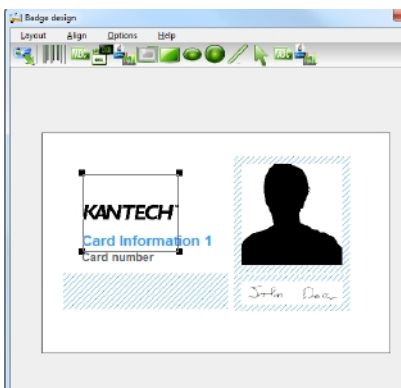 Badge design
Layout Align Options Help
KANTECH
Card Information 1
Card number
John Doe